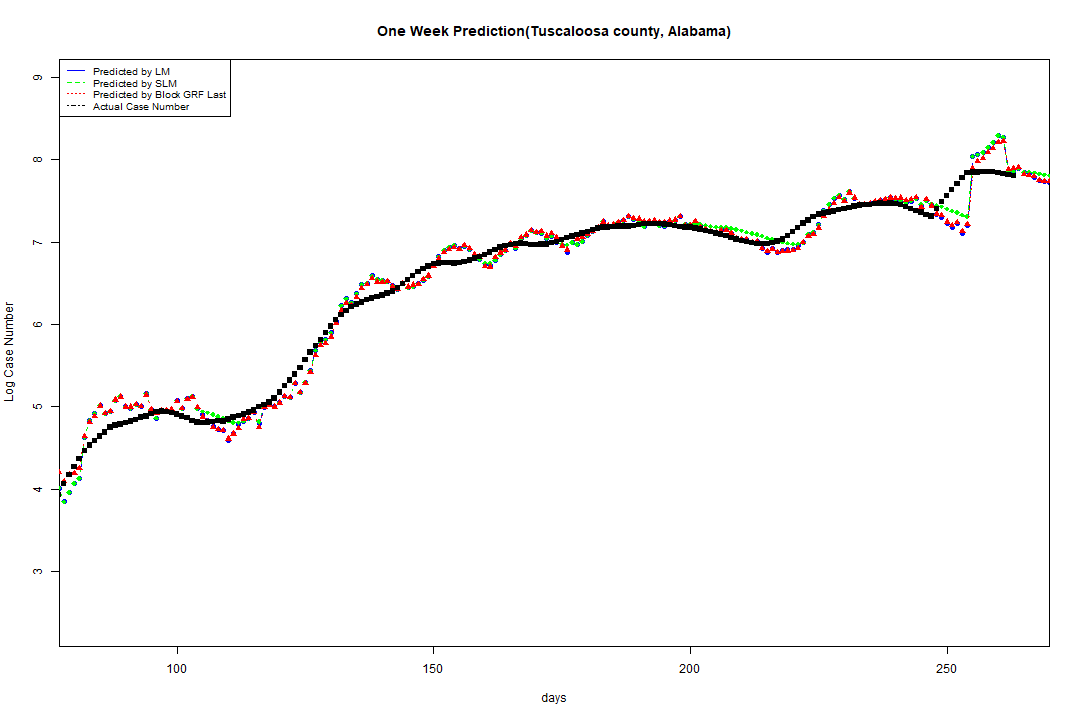 One Week Prediction(Tuscaloosa county, Alabama)
Predicted by LM
Predicted by SLM
Predicted by Block GRF Last
Actual Case Number
9
8
7
6
5
4
3
Log Case Number
100
150
200
250
days